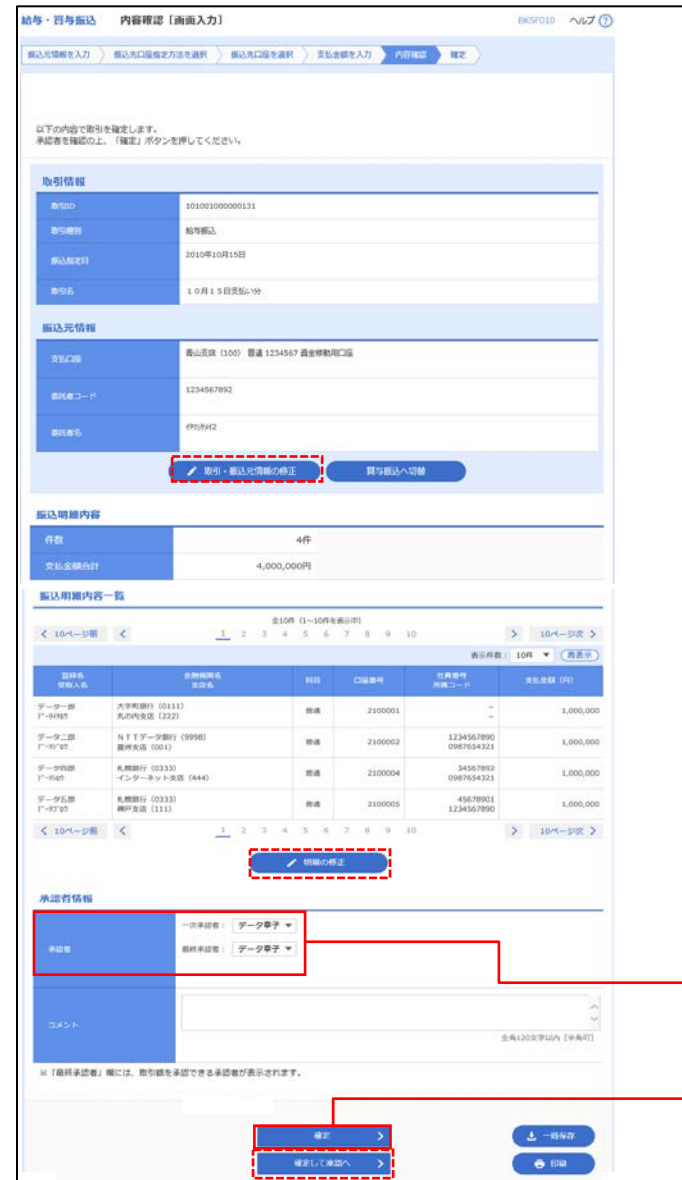 給与・賞与振込 内容確認［画面入力］ BKSF010 ヘルプ ?
振込元情報を入力 振込先口座指定方法を選択 振込先口座を選択 支払金額を入力 内容確認 確定
以下の内容で取引を確定します。
承認者を確認の上、「確定」ボタンを押してください。
取引情報
取引ID 101001000000131
取引種別 給与振込
振込指定日 2010年10月15日
取引名 １０月１５日支払い分
振込元情報
支払口座 青山支店（100） 普通 1234567 資金移動用口座
委託者コード 1234567892
委託者名
取引・振込元情報の修正 賞与振込へ切替
振込明細内容
件数 4件
支払金額合計 4,000,000円
振込明細内容一覧
全10件（1～10件を表示中）
< 10ページ前 < 1 2 3 4 5 6 7 8 9 10 > 10ページ次 >
表示件数： 10件 ▼ 再表示
登録名 金融機関名 科目 口座番号 社員番号 支払金額（円）
受取人名 支店名 所属コード
データ一郎 大手町銀行（0111） 普通 2100001 - 1,000,000
丸の内支店（222） -
データ二郎 ＮＴＴデータ銀行（9998） 普通 2100002 1234567890 1,000,000
豊洲支店（001） 0987654321
データ四郎 札幌銀行（0333） 普通 2100004 34567892 1,000,000
インターネット支店（444） 0987654321
データ五郎 札幌銀行（0333） 普通 2100005 45678901 1,000,000
神戸支店（111） 1234567890
< 10ページ前 < 1 2 3 4 5 6 7 8 9 10 > 10ページ次 >
明細の修正
承認者情報
承認者 一次承認者： データ幸子 ▼
最終承認者： データ幸子 ▼
コメント
全角120文字以内［半角可］
※「最終承認者」欄には、取引額を承認できる承認者が表示されます。
確定 > 一時保存
確定して承認へ > 印刷